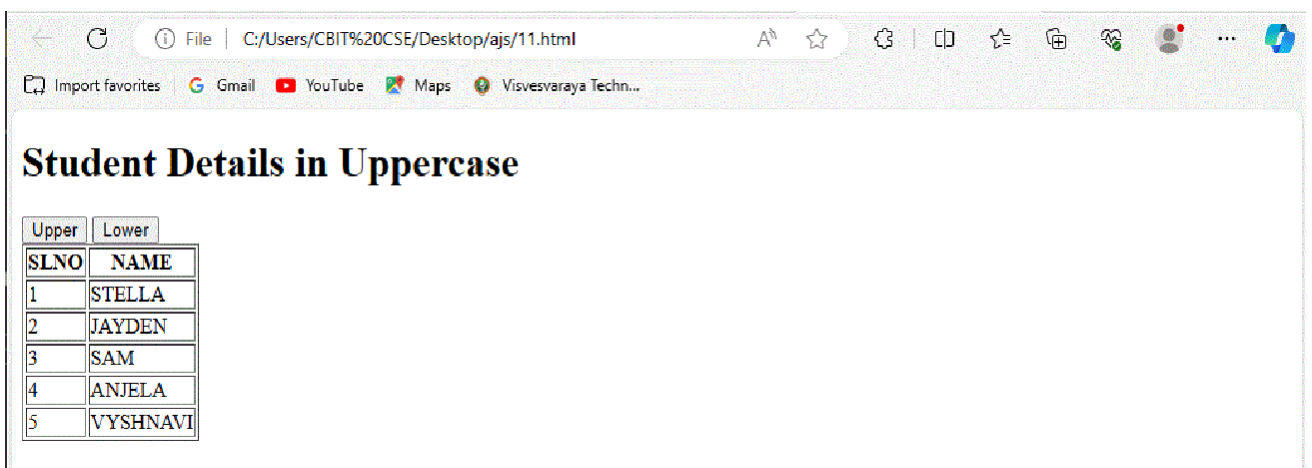 File C:/Users/CBIT%20CSE/Desktop/ajs/11.html
Import favorites Gmail YouTube Maps Visvesvaraya Techn...
Student Details in Uppercase
Upper Lower
SLNO NAME
1 STELLA
2 JAYDEN
3 SAM
4 ANJELA
5 VYSHNAVI